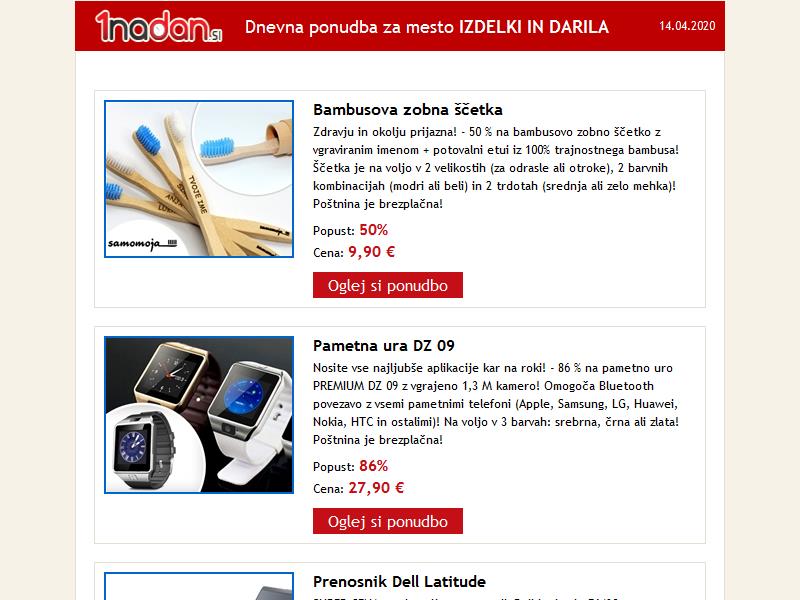 1nadan.si
Dnevna ponudba za mesto IZDELKI IN DARILA
14.04.2020
TVOJE IME
samomoja
Bambusova zobna ščetka
Zdravju in okolju prijazna! - 50 % na bambusovo zobno ščetko z
vgraviranim imenom + potovalni etui iz 100% trajnostnega bambusa!
Ščetka je na voljo v 2 velikostih (za odrasle ali otroke), 2 barvnih
kombinacijah (modri ali beli) in 2 trdotah (srednja ali zelo mehka)!
Poštnina je brezplačna!
Popust: 50%
Cena: 9,90 €
Oglej si ponudbo
Pametna ura DZ 09
Nosite vse najljubše aplikacije kar na roki! - 86 % na pametno uro
PREMIUM DZ 09 z vgrajeno 1,3 M kamero! Omogoča Bluetooth
povezavo z vsemi pametnimi telefoni (Apple, Samsung, LG, Huawei,
Nokia, HTC in ostalimi)! Na voljo v 3 barvah: srebrna, črna ali zlata!
Poštnina je brezplačna!
Popust: 86%
Cena: 27,90 €
Oglej si ponudbo
Prenosnik Dell Latitude